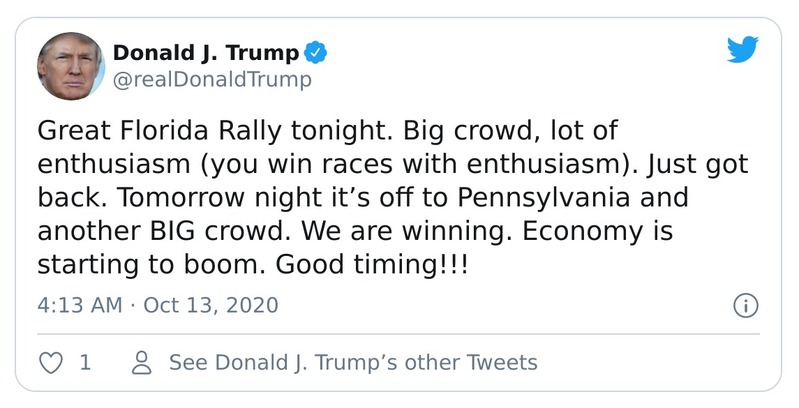 Donald J. Trump
@realDonaldTrump
Great Florida Rally tonight. Big crowd, lot of
enthusiasm (you win races with enthusiasm). Just got
back. Tomorrow night it’s off to Pennsylvania and
another BIG crowd. We are winning. Economy is
starting to boom. Good timing!!!
4:13 AM · Oct 13, 2020
1 See Donald J. Trump’s other Tweets